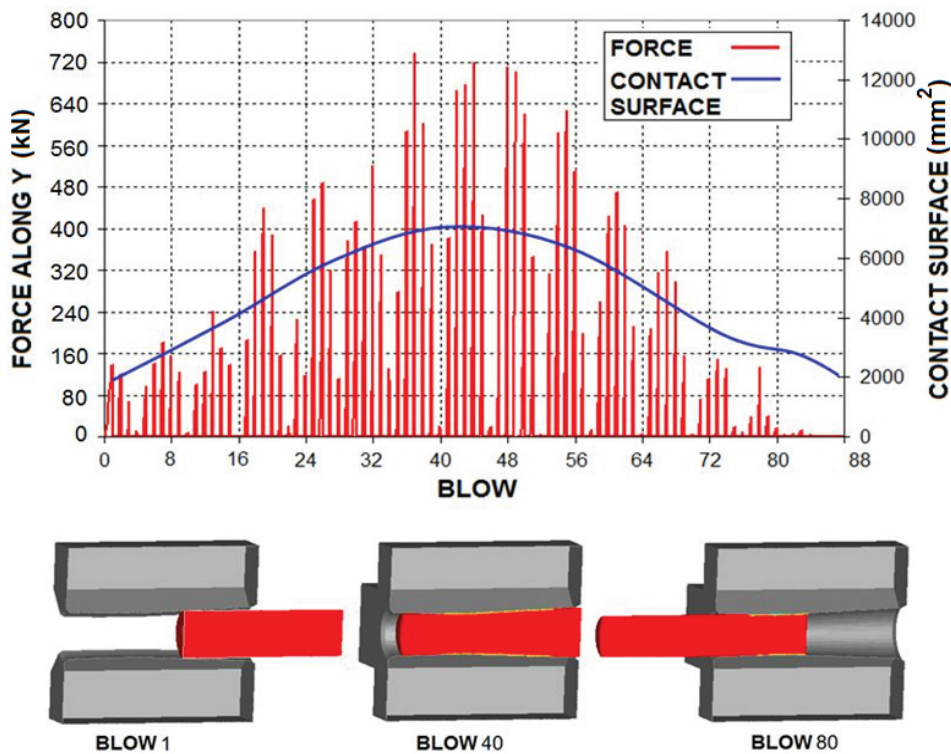 800
720
640
560
480
400
320
240
160
80
0
FORCE ALONG Y (kN)
14000
12000
10000
8000
6000
4000
2000
0
CONTACT SURFACE (mm²)
FORCE
CONTACT
SURFACE
0 8 16 24 32 40 48 56 64 72 80 88
BLOW
BLOW 1 BLOW 40 BLOW 80